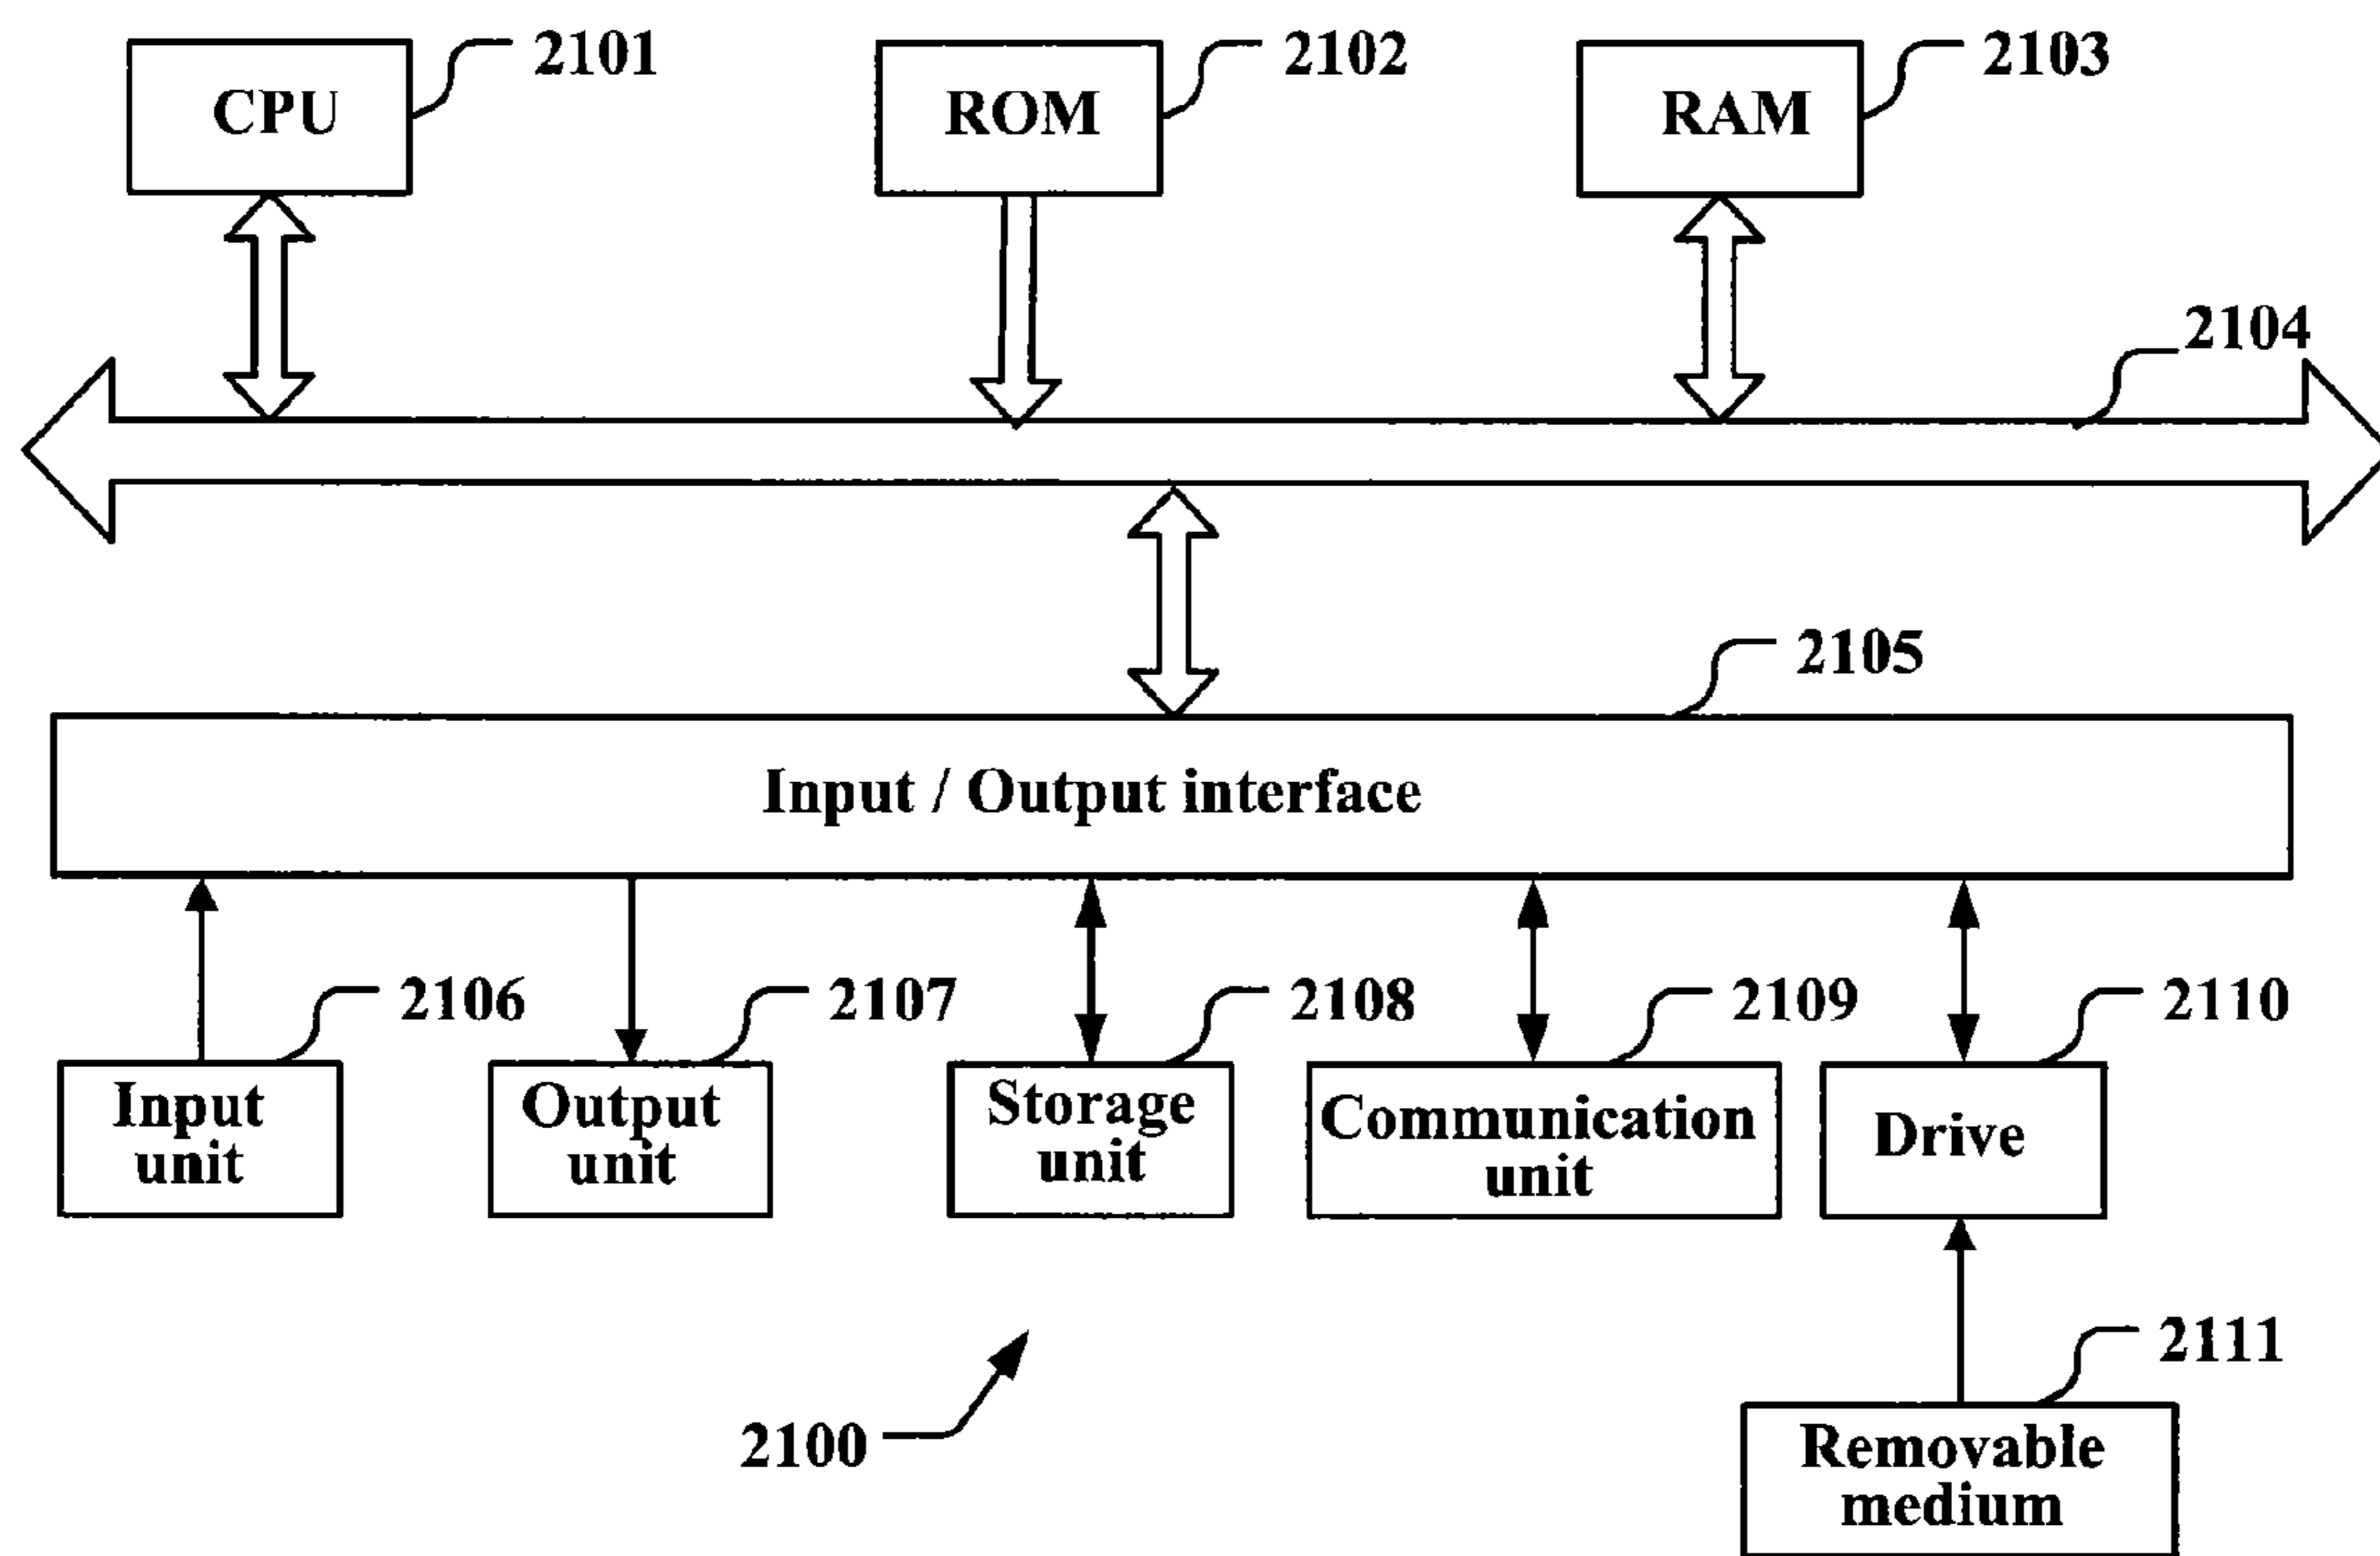 CPU
2101
ROM
2102
RAM
2103
2104
2105
Input / Output interface
2106
2107
2108
2109
2110
Input
unit
Output
unit
Storage
unit
Communication
unit
Drive
2111
2100
Removable
medium